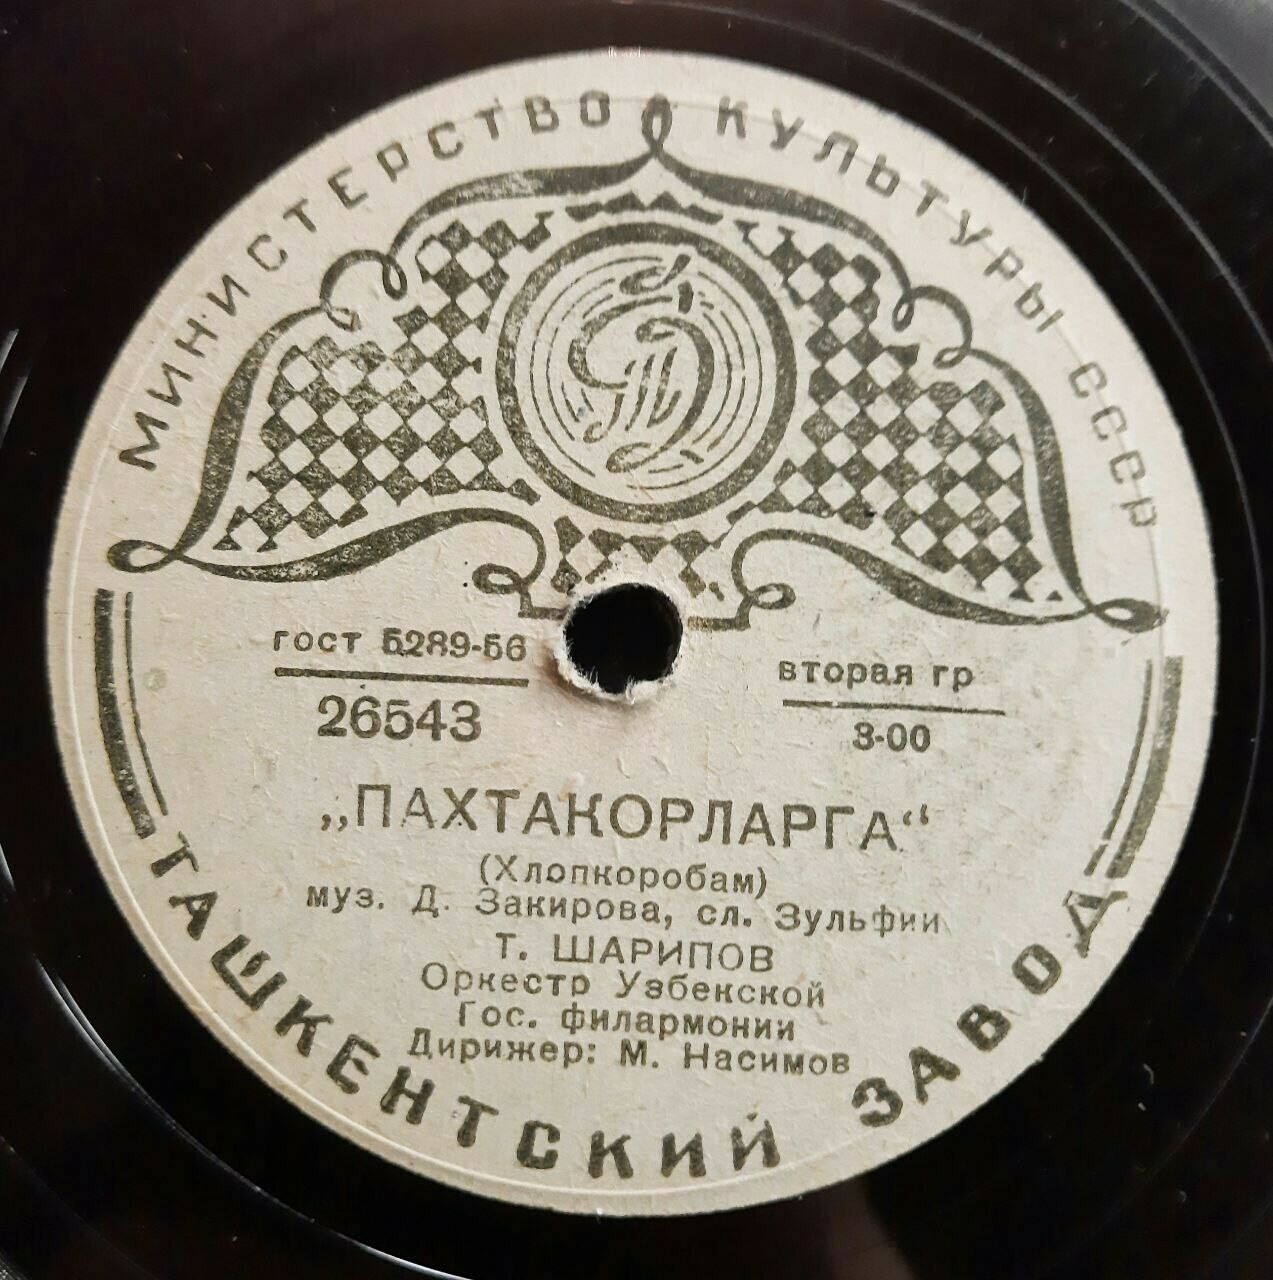 МИНИСТЕРСТВО КУЛЬТУРЫ СССР
ГОСТ 5289-56
26543
вторая гр
3-00
„ПАХТАКОРЛАРГА“
(Хлопкоробам)
муз. Д. Закирова, сл. Зульфии
Т. ШАРИПОВ
Оркестр Узбекской
Гос. филармонии
Дирижер: М. Насимов
ТАШКЕНТСКИЙ ЗАВОД